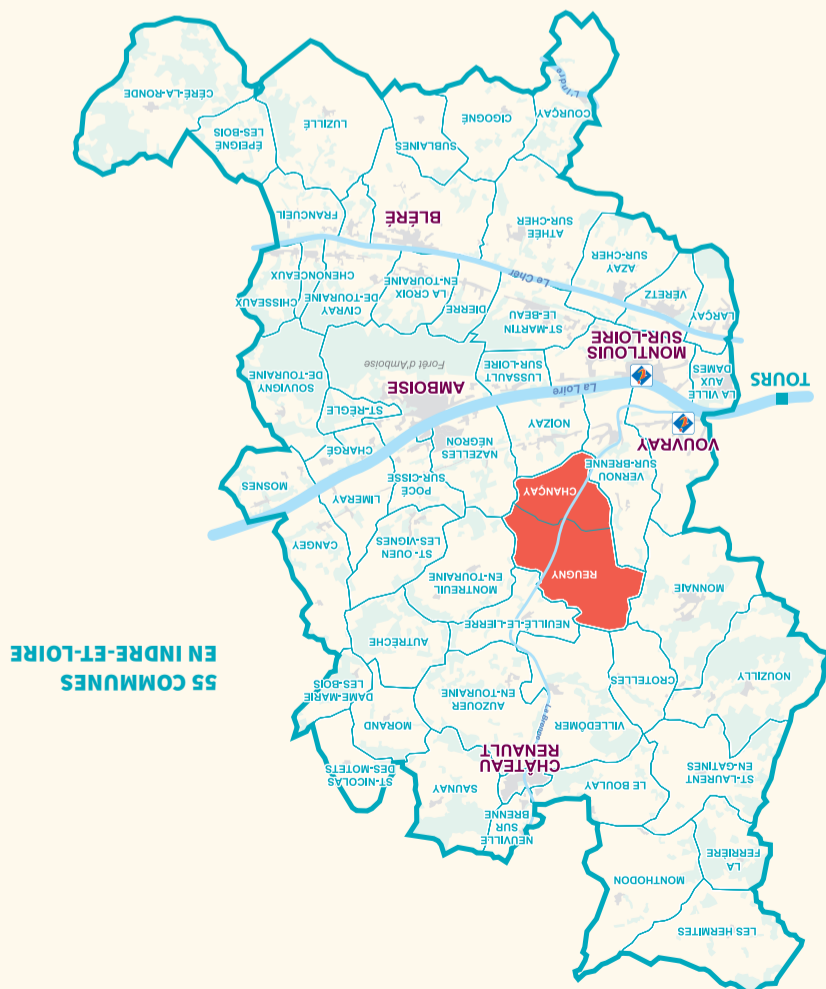 LES HERMITES
MONTHODON
LA
FERRIÈRE
NEUVILLE
SUR
BRENNE
LE BOULAY
SAUNAY
ST-LAURENT
EN-GATINES
ST-NICOLAS
DES-MOTETS
CHÂTEAU
RENAULT
VILLEDÔMER
MORAND
La Brenne
AUZOUER
EN-TOURAINE
DAME-MARIE
LES-BOIS
NOUZILLY
CROTELLES
55 COMMUNES
EN INDRE-ET-LOIRE
AUTRÈCHE
NEUILLÉ-LE-LIERRE
MONNAIE
REUGNY
MONTREUIL
EN-TOURAINE
ST-OUEN
LES-VIGNES
CANGEY
CHANÇAY
LIMERAY
POCÉ
SUR-CISSE
MOSNES
VERNOU
SUR-BRENNE
VOUVRAY
NAZELLES
NÉGRON
CHARGÉ
NOIZAY
ST-RÈGLE
TOURS
LA VILLE
AUX
DAMES
La Loire
AMBOISE
SOUVIGNY
DE-TOURAINE
MONTLOUIS
SUR-LOIRE
LUSSAULT
SUR-LOIRE
Forêt d'Amboise
LARÇAY
VÉRETZ
ST-MARTIN
LE-BEAU
DIERRE
CIVRAY
DE-TOURAINE
CHISSEAUX
AZAY
SUR-CHER
Le Cher
LA CROIX
EN-TOURAINE
CHENONCEAUX
ATHÉE
SUR-CHER
BLÉRÉ
FRANCUEIL
SUBLAINES
ÉPEIGNÉ
LES-BOIS
COURÇAY
CIGOGNÉ
LUZILLÉ
CÉRÉ-LA-RONDE
L'Indre